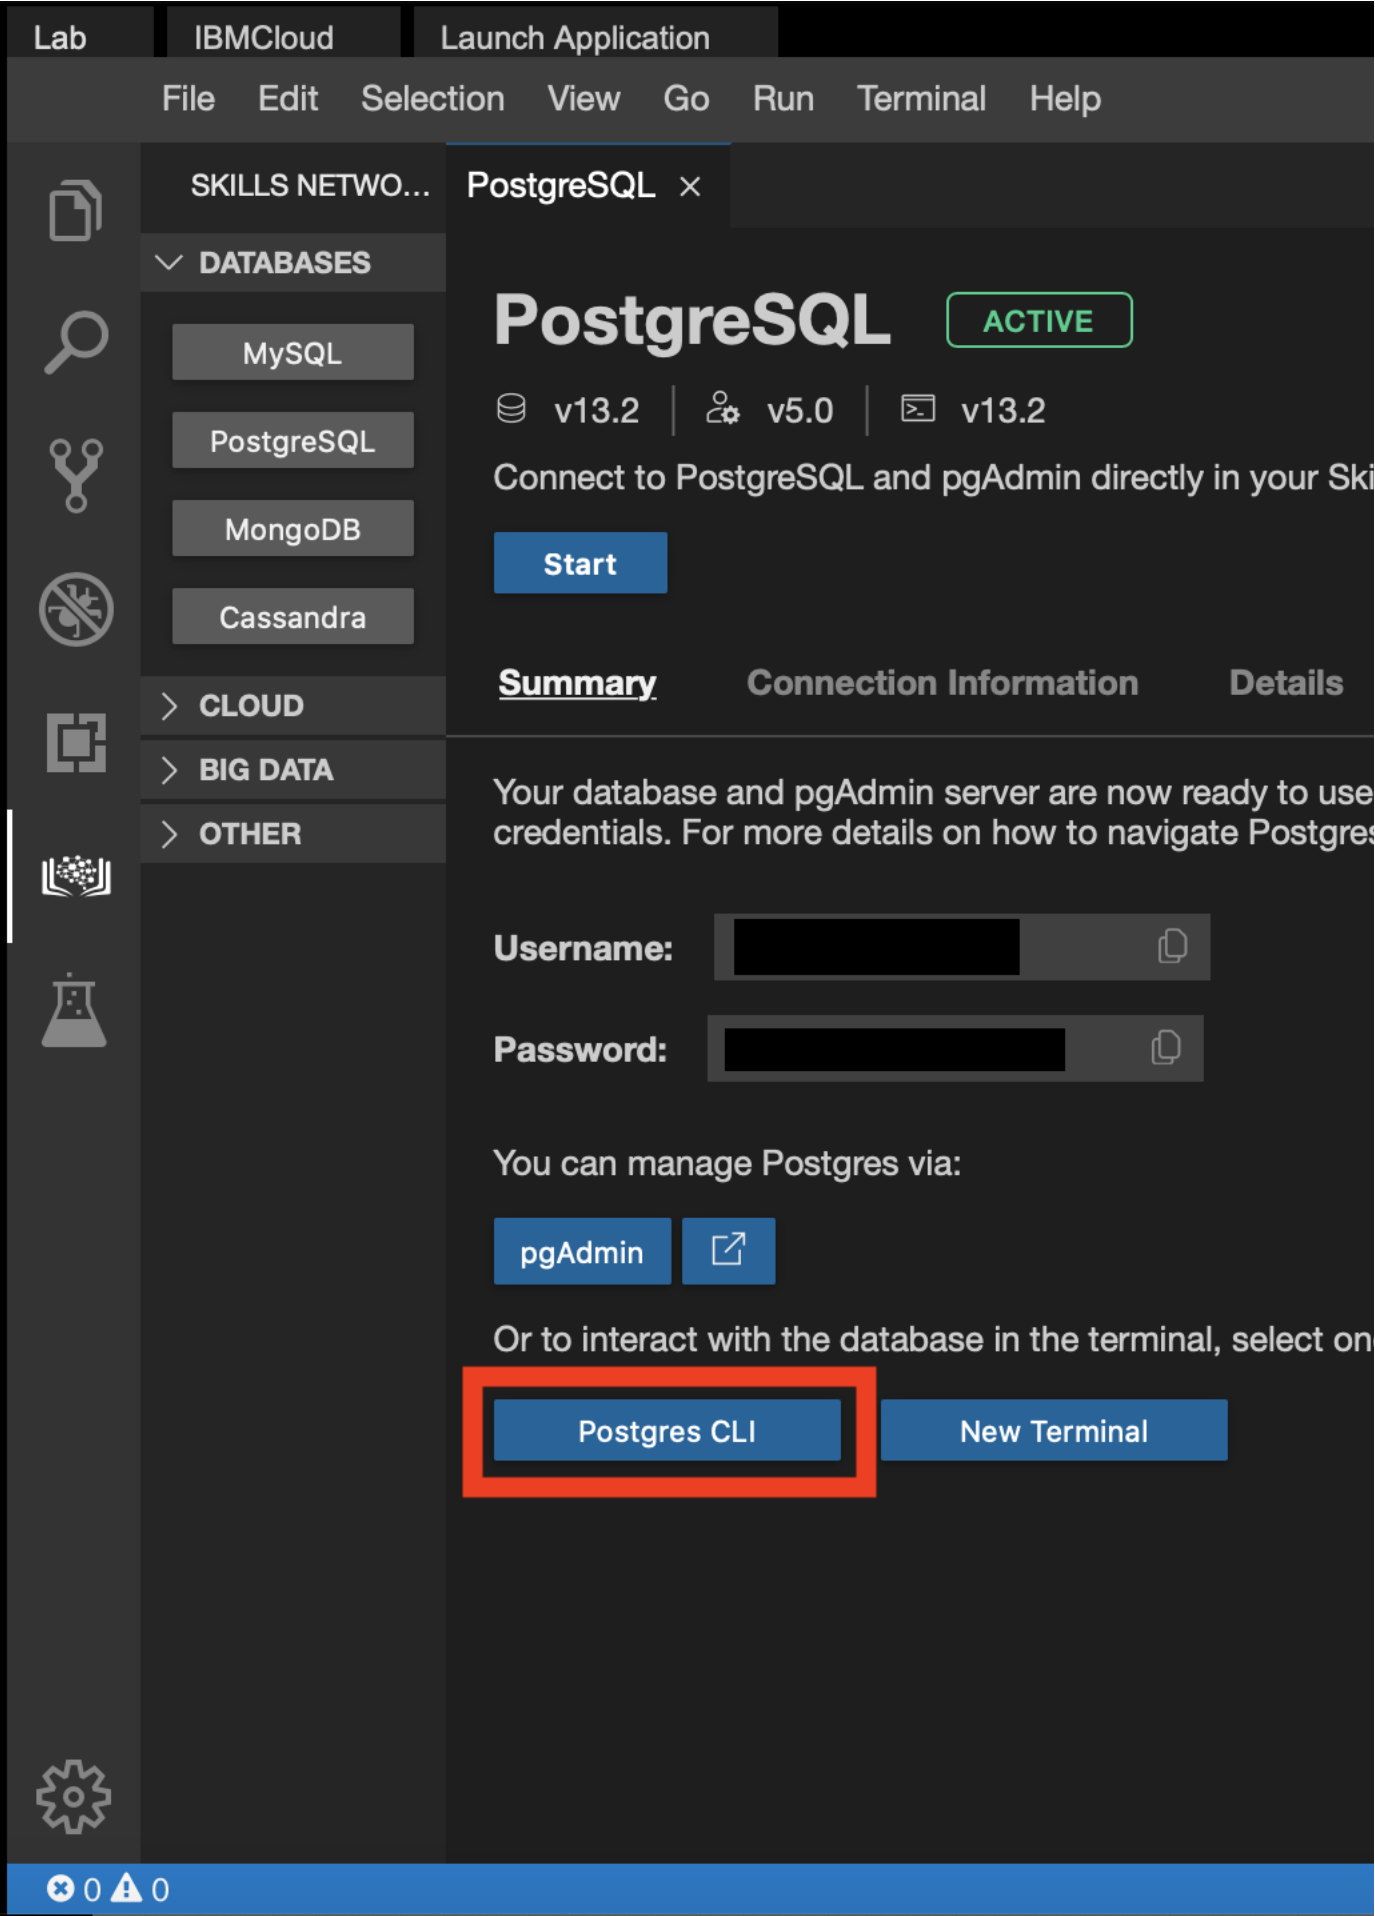 Lab IBMCloud Launch Application
File Edit Selection View Go Run Terminal Help
SKILLS NETWO... PostgreSQL ×
DATABASES
MySQL
PostgreSQL
MongoDB
Cassandra
CLOUD
BIG DATA
OTHER
PostgreSQL ACTIVE
v13.2 v5.0 v13.2
Connect to PostgreSQL and pgAdmin directly in your Ski
Start
Summary Connection Information Details
Your database and pgAdmin server are now ready to use
credentials. For more details on how to navigate Postgres
Username:
Password:
You can manage Postgres via:
pgAdmin
Or to interact with the database in the terminal, select on
Postgres CLI New Terminal
0 0